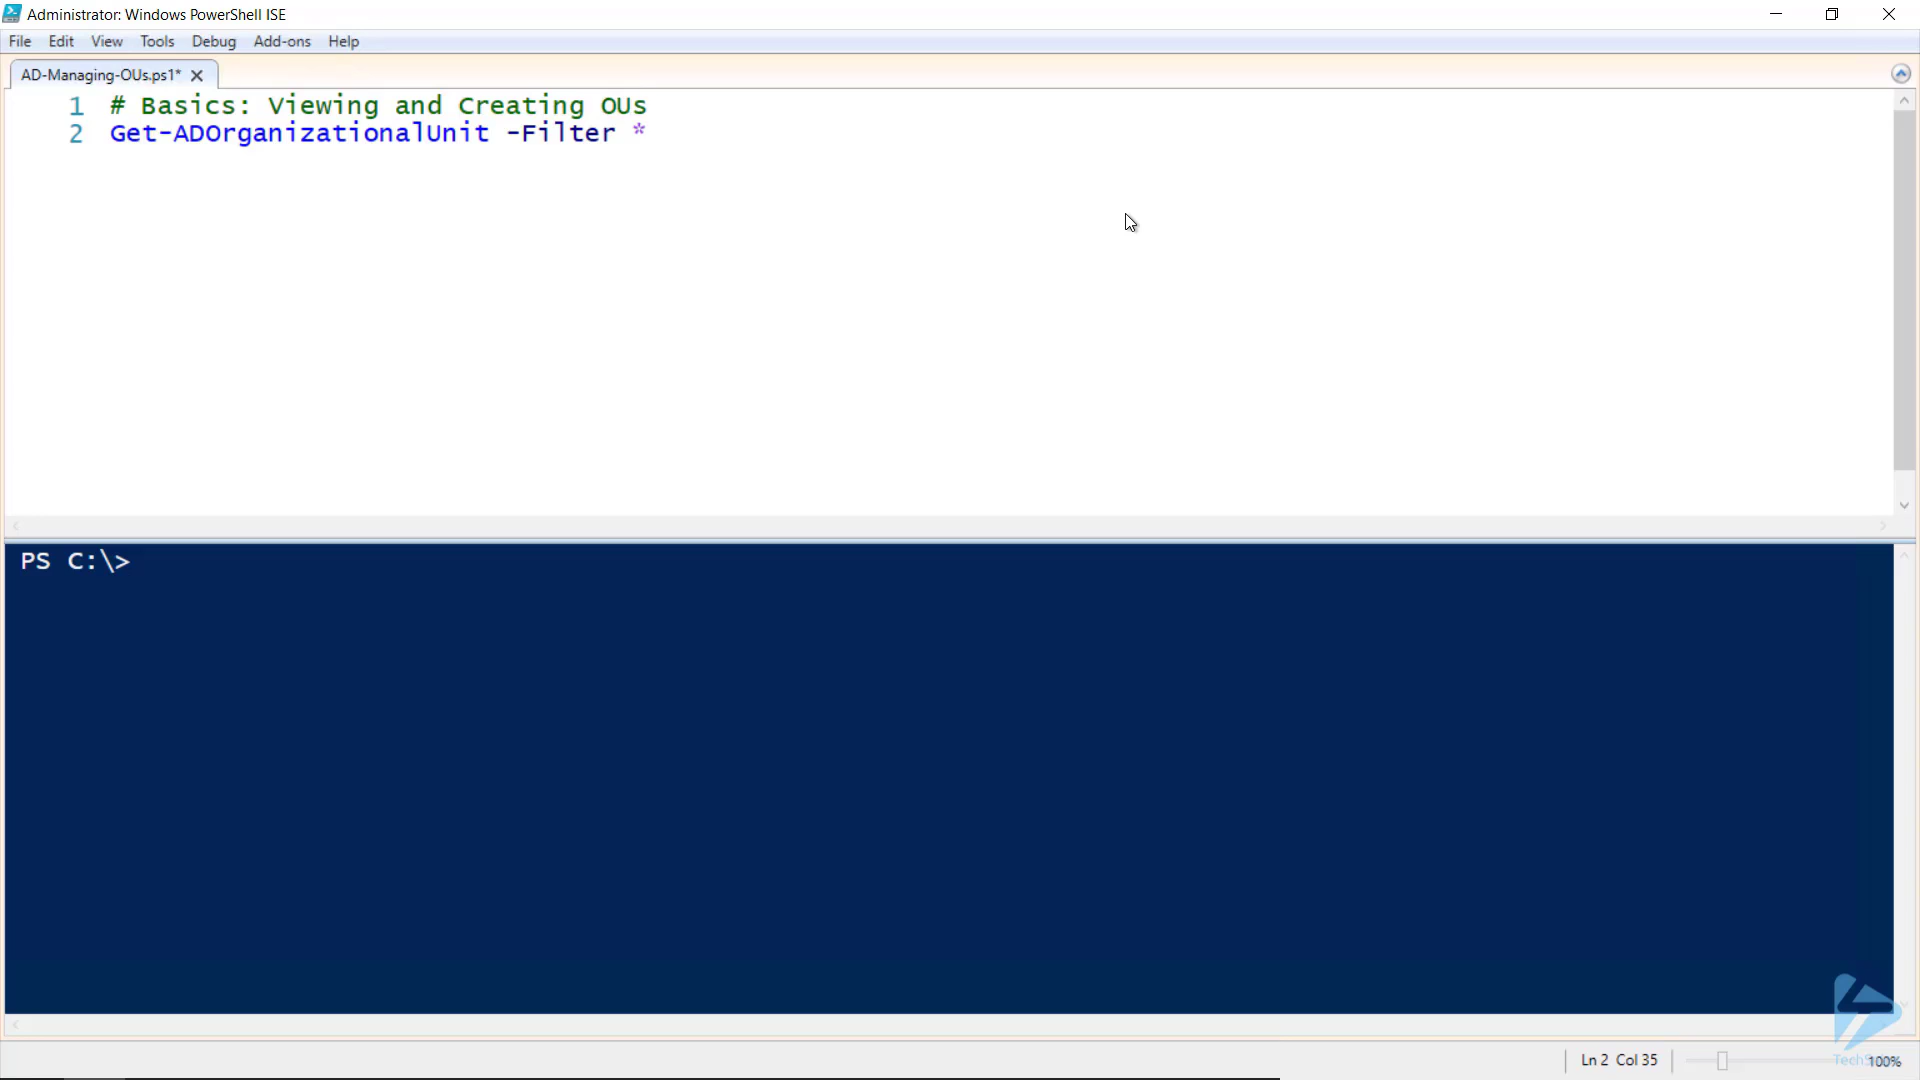 Administrator: Windows PowerShell ISE
File Edit View Tools Debug Add-ons Help
AD-Managing-OUs.ps1*
1 # Basics: Viewing and Creating OUs
2 Get-ADOrganizationalUnit -Filter *
PS C:\>
Ln 2 Col 35
100%